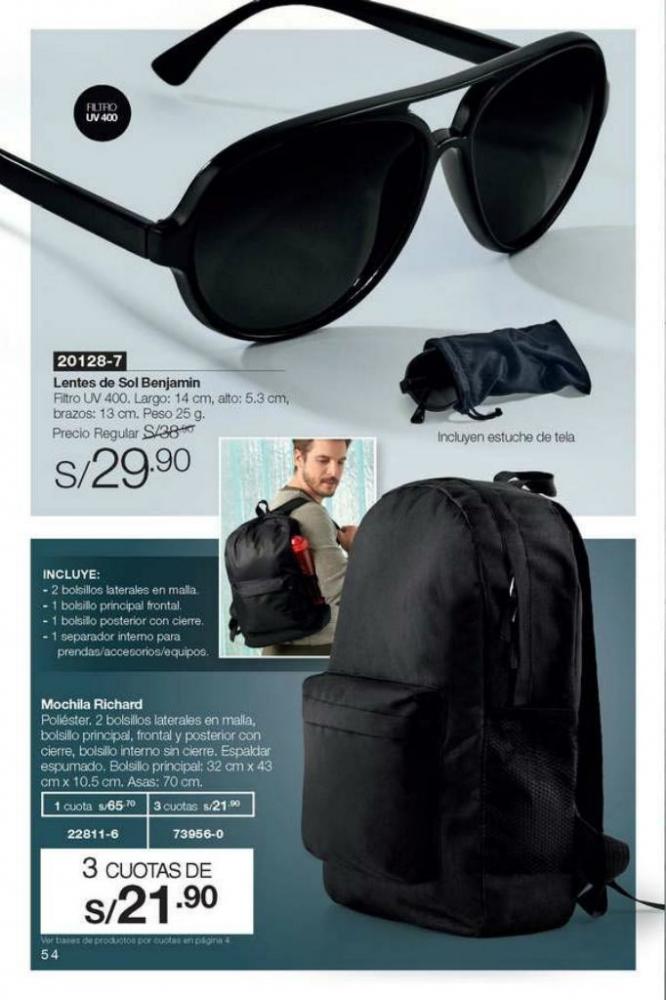 FILTRO
UV 400
20128-7
Lentes de Sol Benjamin
Filtro UV 400. Largo: 14 cm, alto: 5.3 cm,
brazos: 13 cm. Peso 25 g.
Precio Regular S/38.90
S/29.90
Incluyen estuche de tela
INCLUYE:
- 2 bolsillos laterales en malla.
- 1 bolsillo principal frontal.
- 1 bolsillo posterior con cierre.
- 1 separador interno para
prendas/accesorios/equipos.
Mochila Richard
Poliéster. 2 bolsillos laterales en malla,
bolsillo principal, frontal y posterior con
cierre, bolsillo interno sin cierre. Espaldar
espumado. Bolsillo principal: 32 cm x 43
cm x 10.5 cm. Asas: 70 cm.
1 cuota S/65.70 3 cuotas S/21.90
22811-6 73956-0
3 CUOTAS DE
S/21.90
Ver bases de productos por cuotas en página 4
54